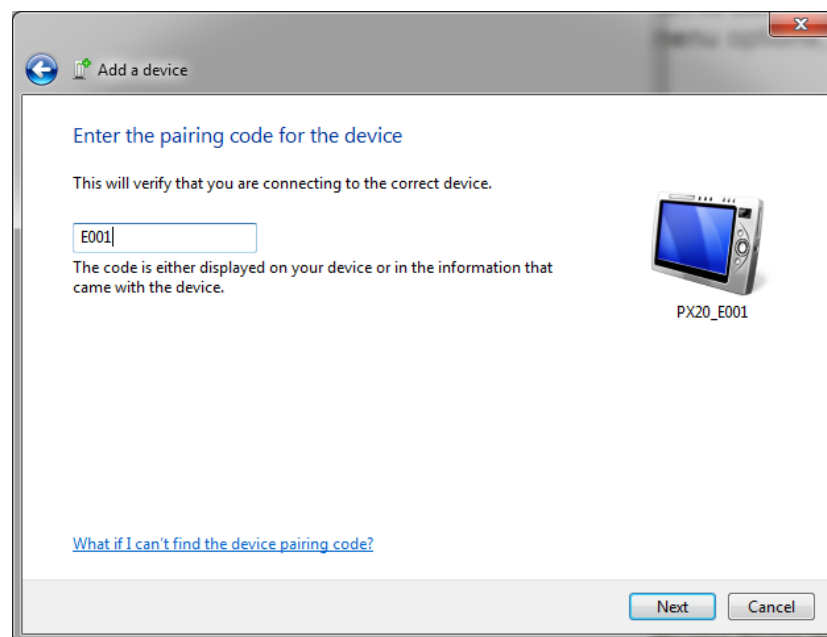 menu options,
Add a device
Enter the pairing code for the device
This will verify that you are connecting to the correct device.
E001
The code is either displayed on your device or in the information that
came with the device.
PX20_E001
What if I can't find the device pairing code?
Next
Cancel